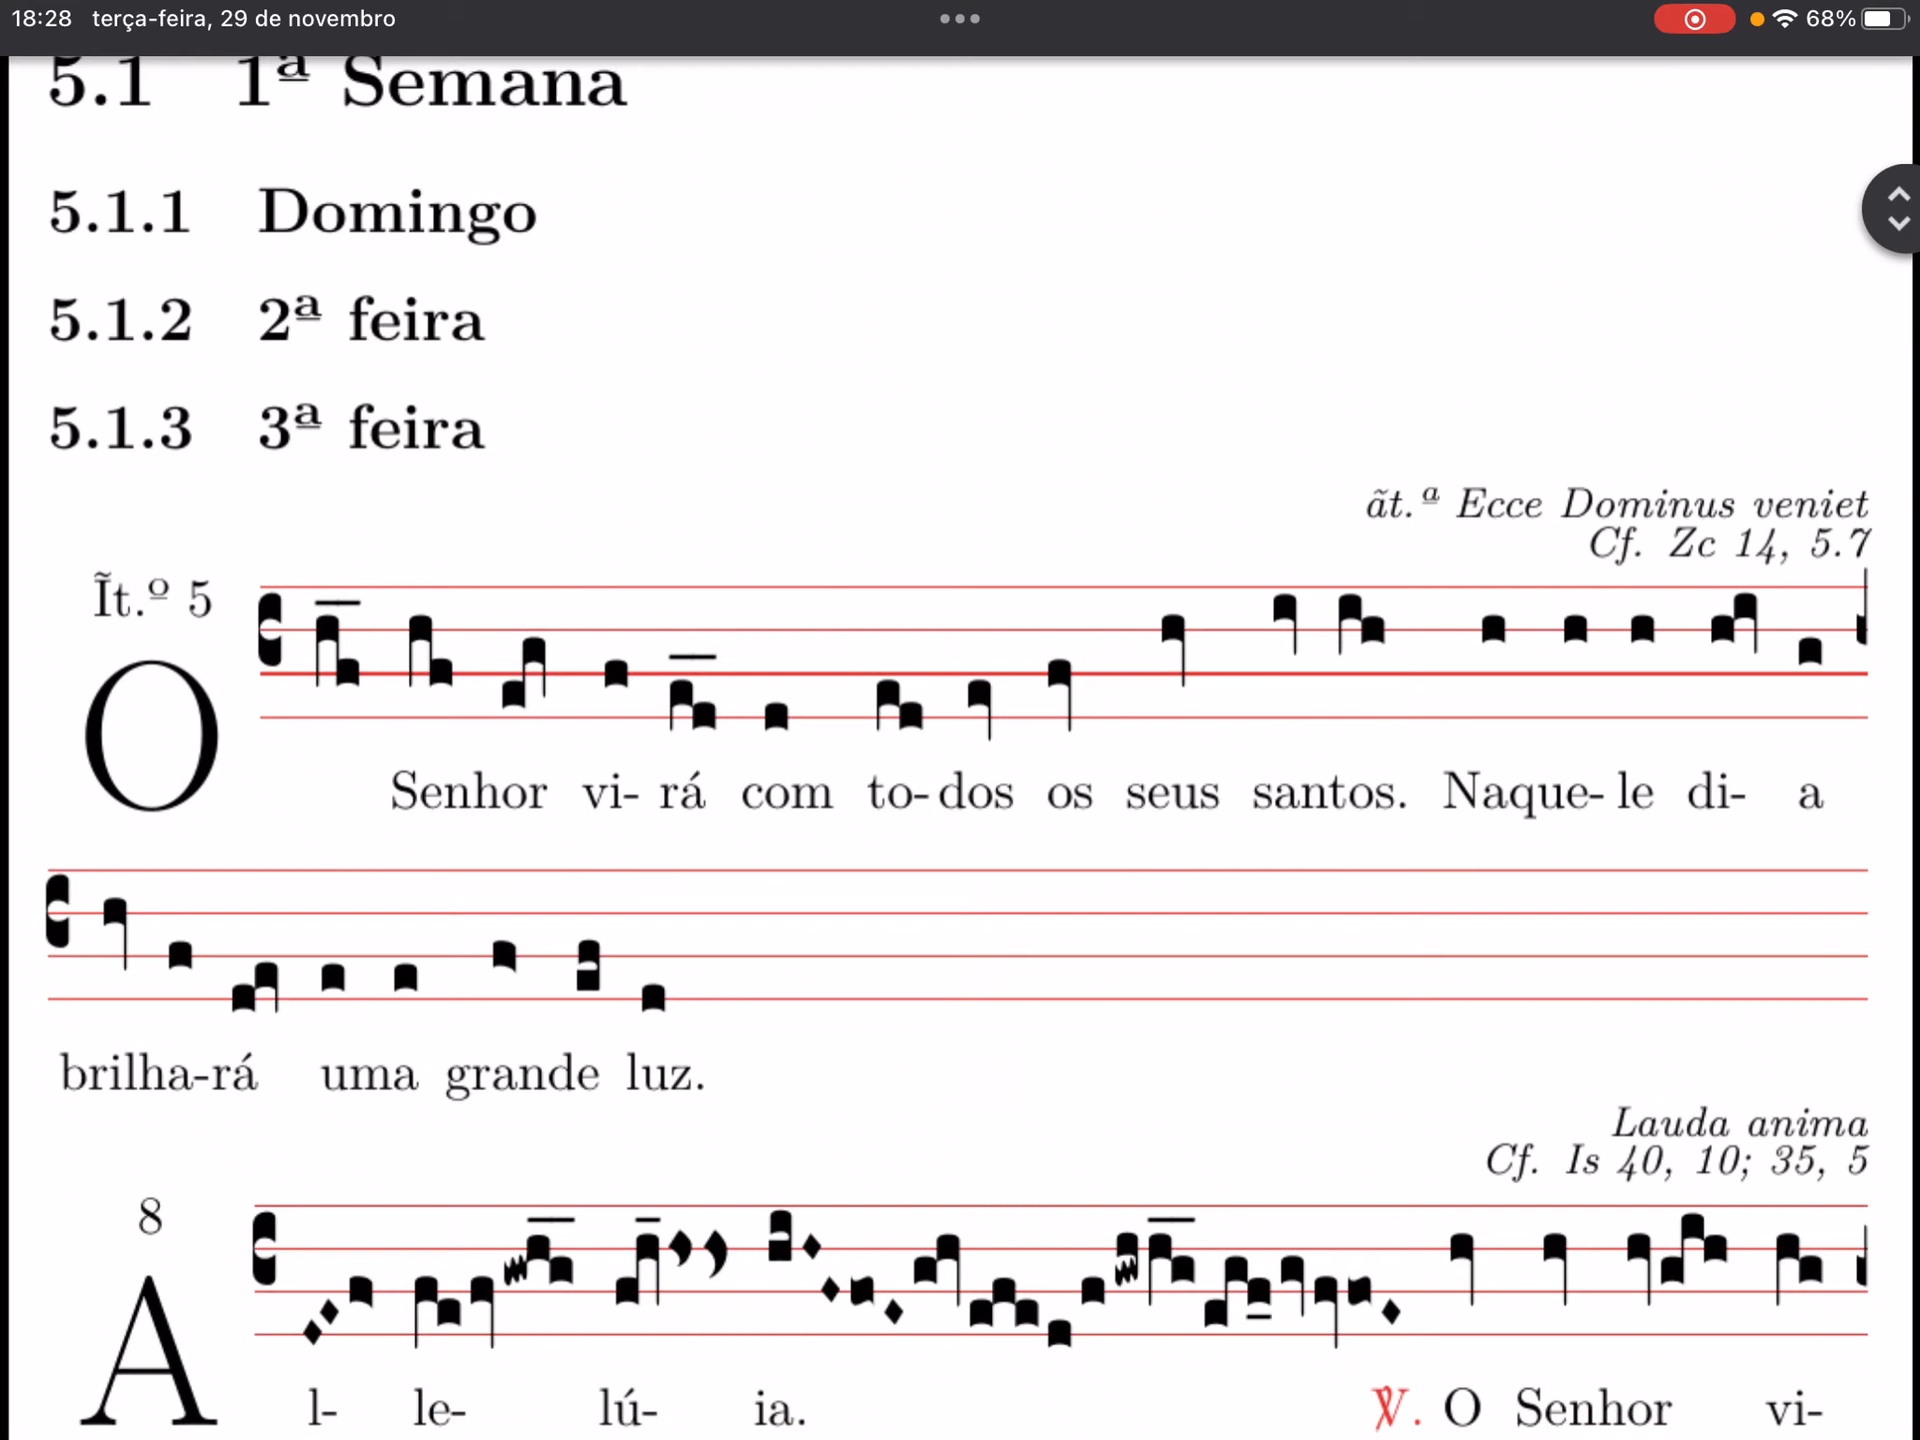 18:28 terça-feira, 29 de novembro 68%
5.1 1ª Semana
5.1.1 Domingo
5.1.2 2ª feira
5.1.3 3ª feira
ãt.ª Ecce Dominus veniet
Cf. Zc 14, 5.7
Ĩt.º 5
O Senhor vi- rá com to- dos os seus santos. Naque- le di- a
brilha-rá uma grande luz.
Lauda anima
Cf. Is 40, 10; 35, 5
8
A l- le- lú- ia. ℣. O Senhor vi-